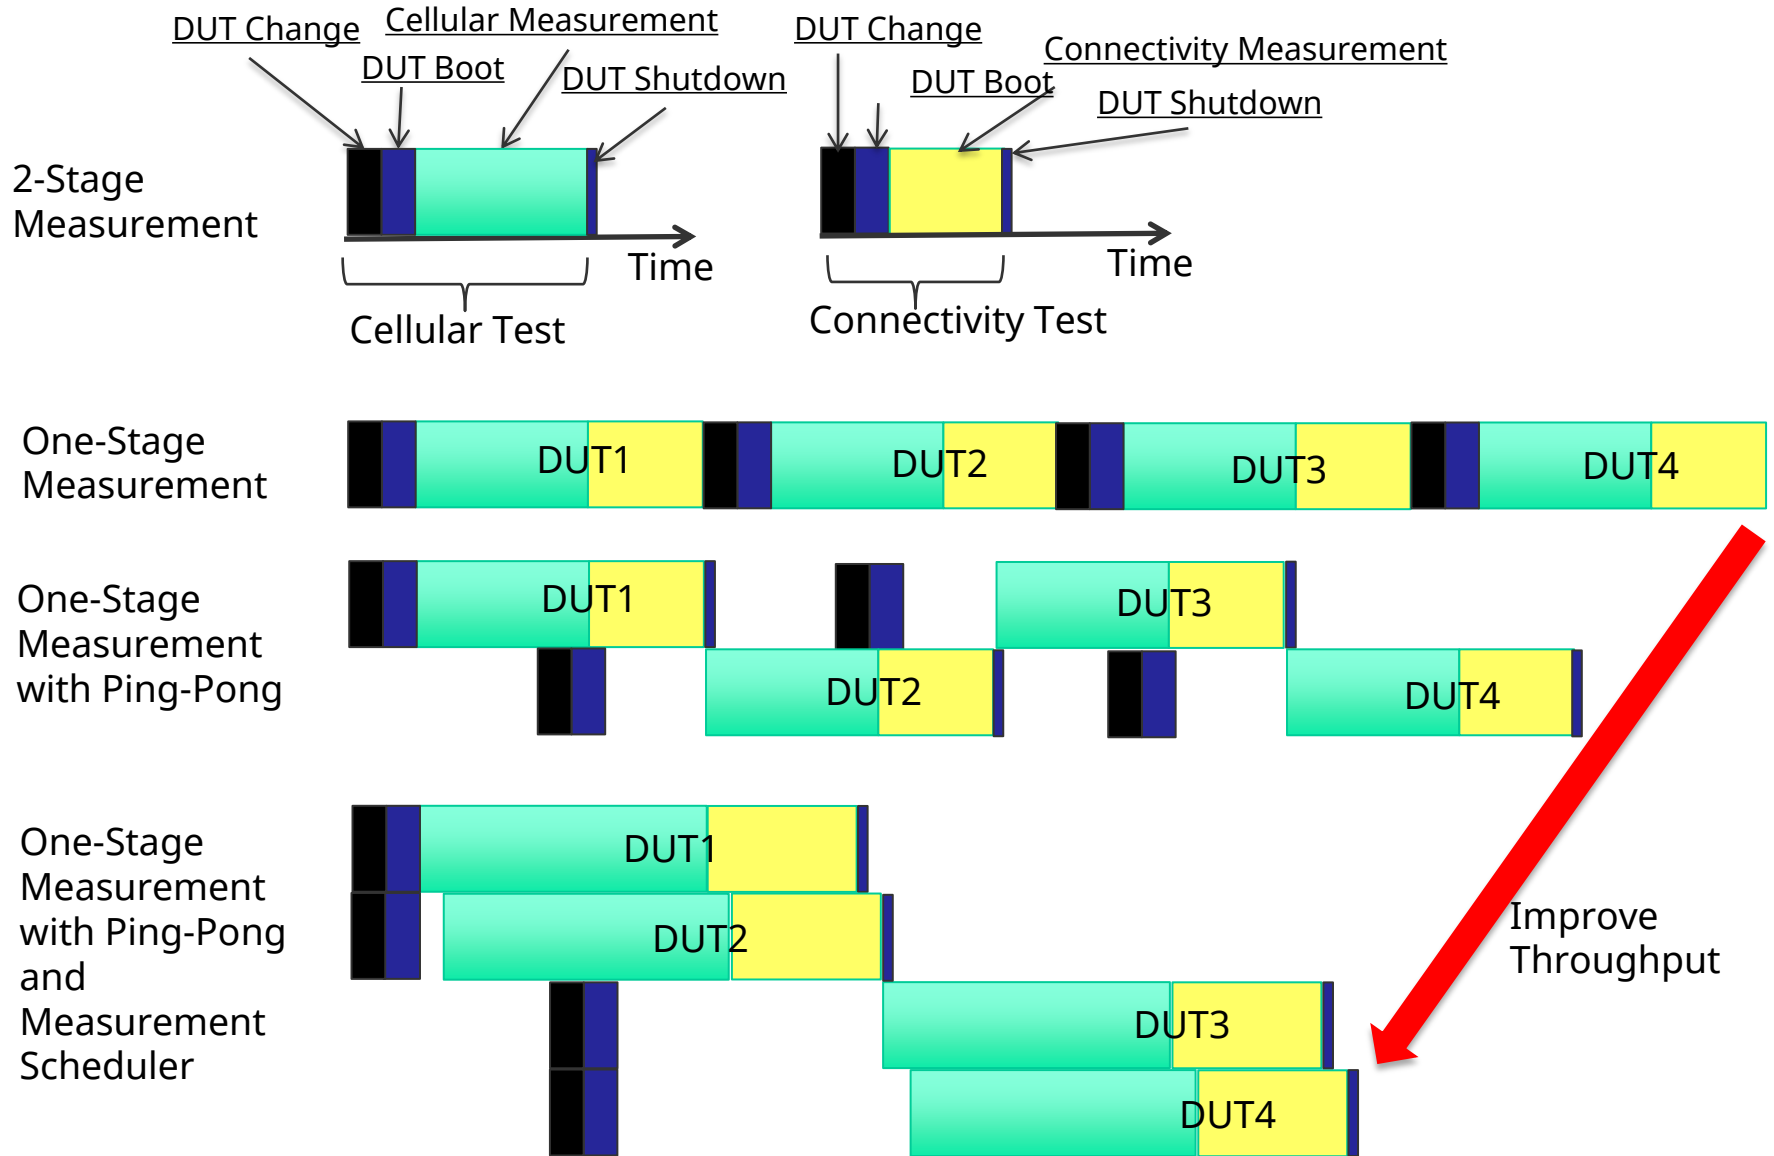 DUT Change
Cellular Measurement
DUT Boot
DUT Shutdown
DUT Change
Connectivity Measurement
DUT Boot
DUT Shutdown
2-Stage
Measurement
Time
Time
Cellular Test
Connectivity Test
One-Stage
Measurement
DUT1
DUT2
DUT3
DUT4
One-Stage
Measurement
with Ping-Pong
DUT1
DUT3
DUT2
DUT4
One-Stage
Measurement
with Ping-Pong
and
Measurement
Scheduler
DUT1
DUT2
DUT3
DUT4
Improve
Throughput